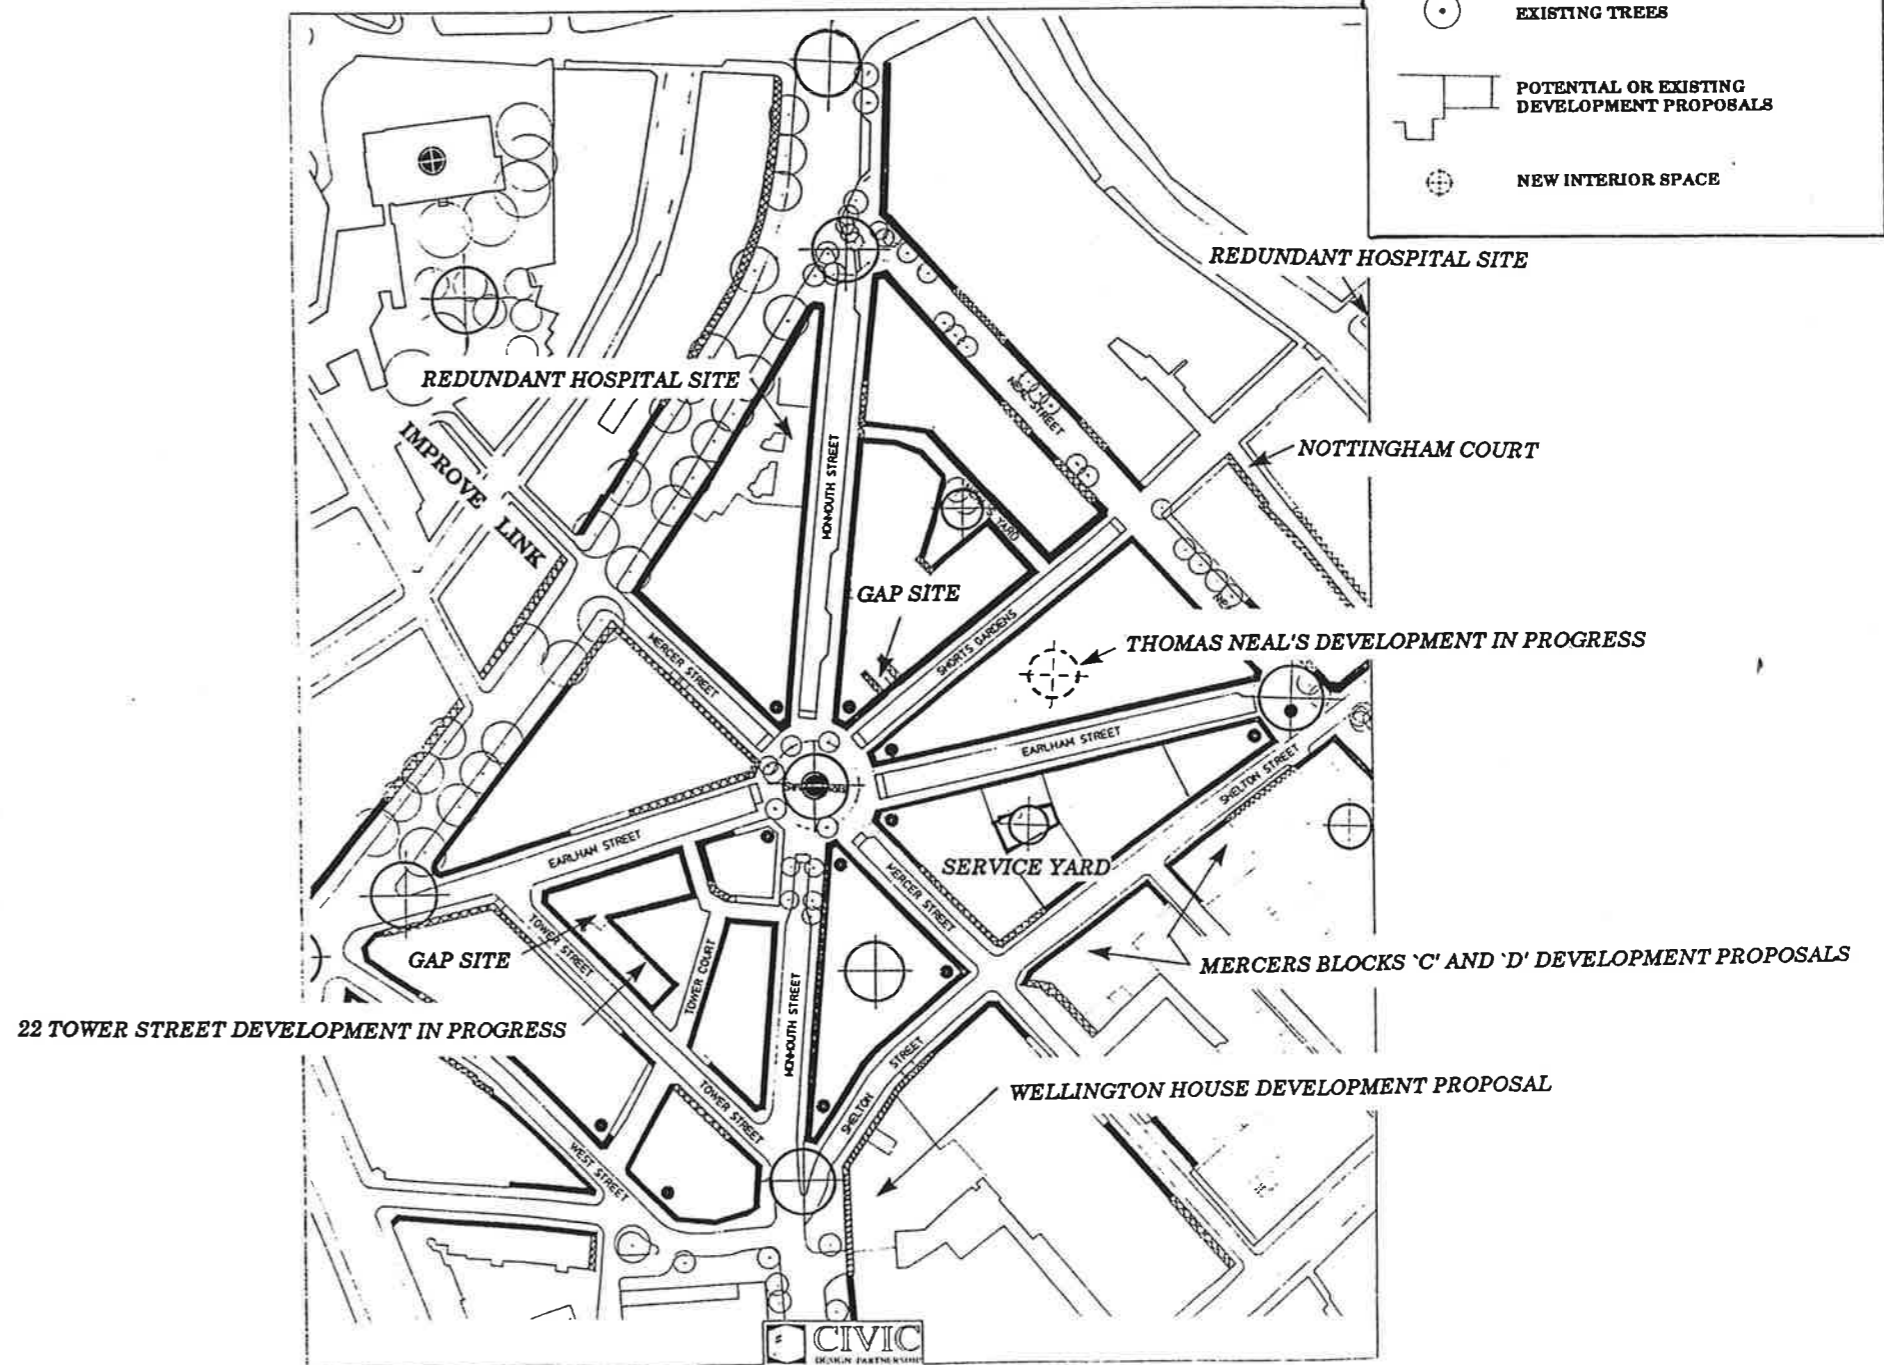 EXISTING TREES
POTENTIAL OR EXISTING
DEVELOPMENT PROPOSALS
NEW INTERIOR SPACE
REDUNDANT HOSPITAL SITE
REDUNDANT HOSPITAL SITE
NEAL STREET
NOTTINGHAM COURT
IMPROVE
LINK
MONMOUTH STREET
YARD
GAP SITE
SHORTS GARDENS
MERCER STREET
THOMAS NEAL'S DEVELOPMENT IN PROGRESS
EARLHAM STREET
SHELTON STREET
EARLHAM STREET
SERVICE YARD
MERCER STREET
TOWER STREET
GAP SITE
TOWER COURT
MONMOUTH STREET
MERCERS BLOCKS `C' AND `D' DEVELOPMENT PROPOSALS
22 TOWER STREET DEVELOPMENT IN PROGRESS
SHELTON STREET
TOWER STREET
WELLINGTON HOUSE DEVELOPMENT PROPOSAL
WEST STREET
CIVIC
DESIGN PARTNERSHIP